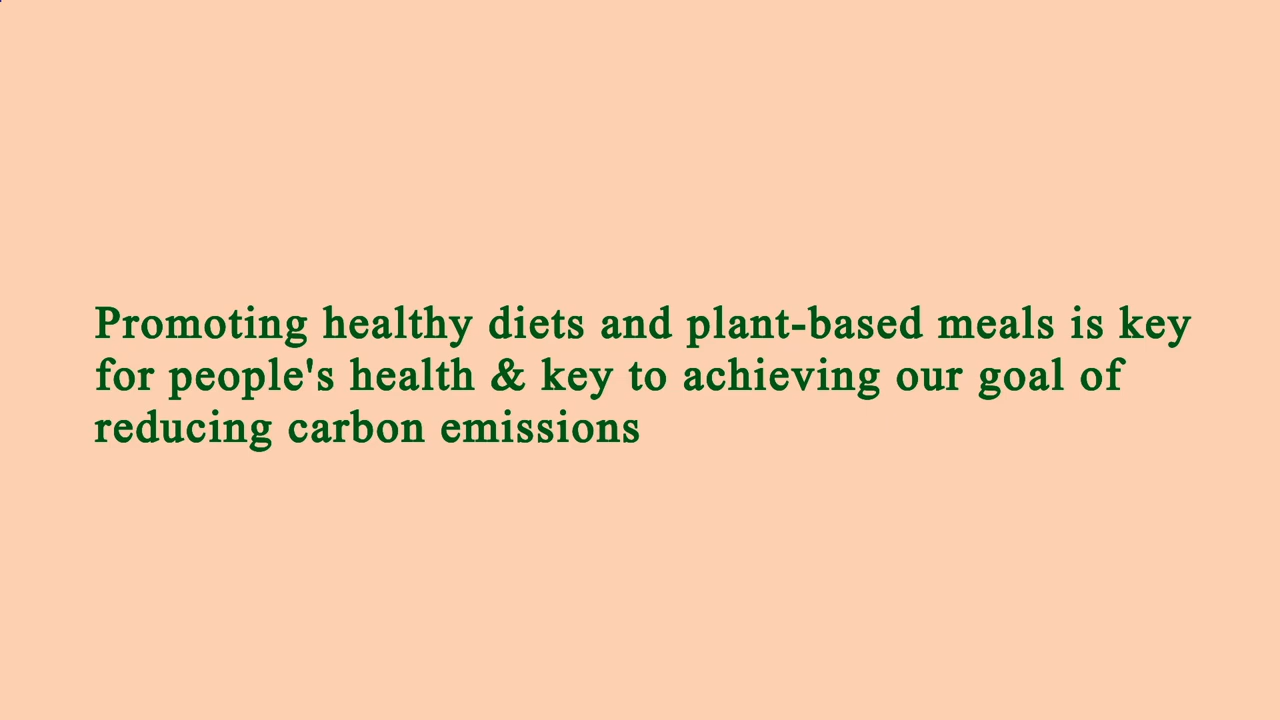 Promoting healthy diets and plant-based meals is key
for people's health & key to achieving our goal of
reducing carbon emissions